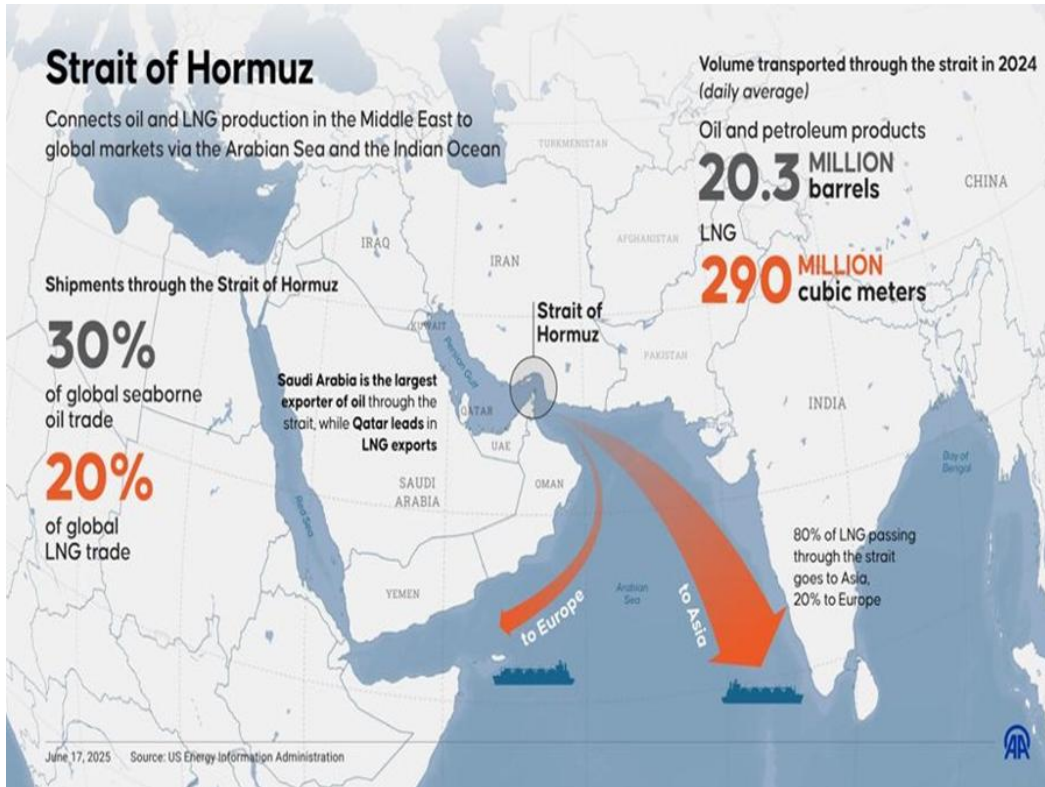 Strait of Hormuz
Connects oil and LNG production in the Middle East to
global markets via the Arabian Sea and the Indian Ocean
Volume transported through the strait in 2024
(daily average)
Oil and petroleum products
20.3 MILLION
barrels
LNG
290 MILLION
cubic meters
Shipments through the Strait of Hormuz
30%
of global seaborne
oil trade
20%
of global
LNG trade
Saudi Arabia is the largest
exporter of oil through the
strait, while Qatar leads in
LNG exports
Strait of
Hormuz
TURKMENISTAN
CHINA
IRAQ
IRAN
AFGHANISTAN
KUWAIT
Persian Gulf
PAKISTAN
QATAR
UAE
INDIA
SAUDI
ARABIA
OMAN
Bay of
Bengal
Red Sea
YEMEN
Arabian
Sea
to Europe
to Asia
80% of LNG passing
through the strait
goes to Asia,
20% to Europe
June 17, 2025 Source: US Energy Information Administration
AA